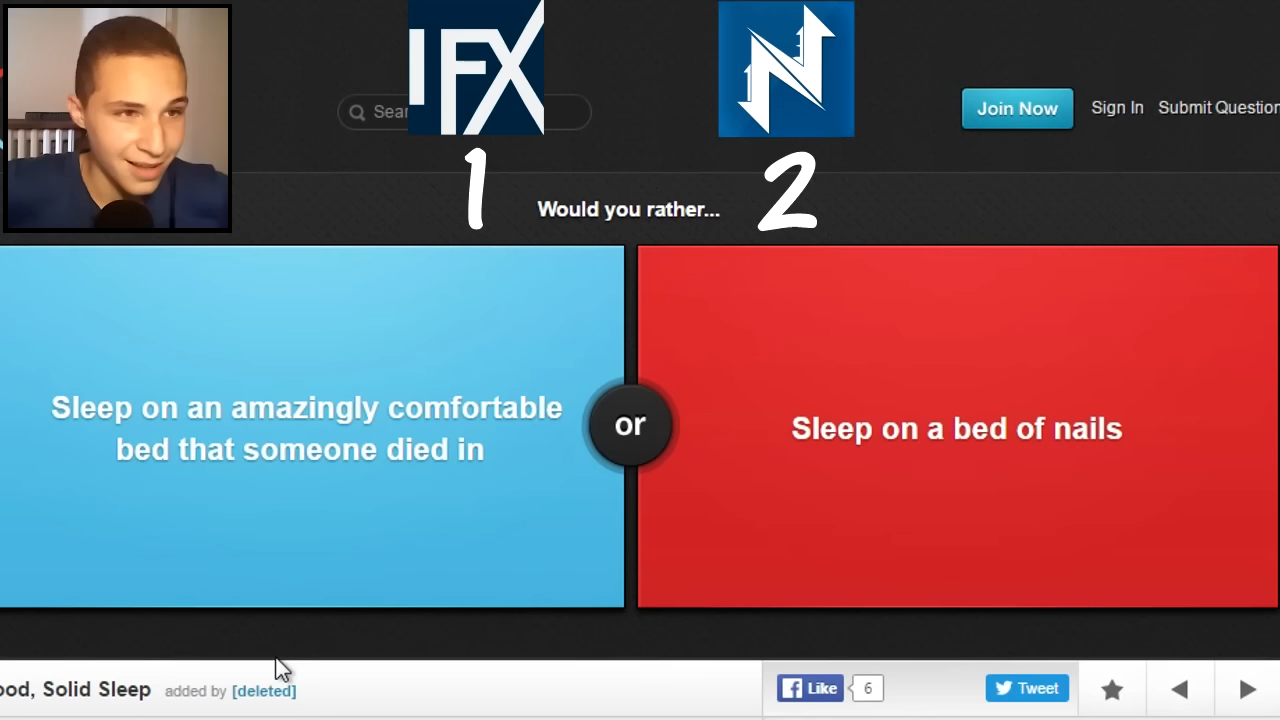 IFX
N
Sear
Join Now
Sign In
Submit Question
1
Would you rather...
2
Sleep on an amazingly comfortable
bed that someone died in
or
Sleep on a bed of nails
ood, Solid Sleep
added by [deleted]
Like
6
Tweet